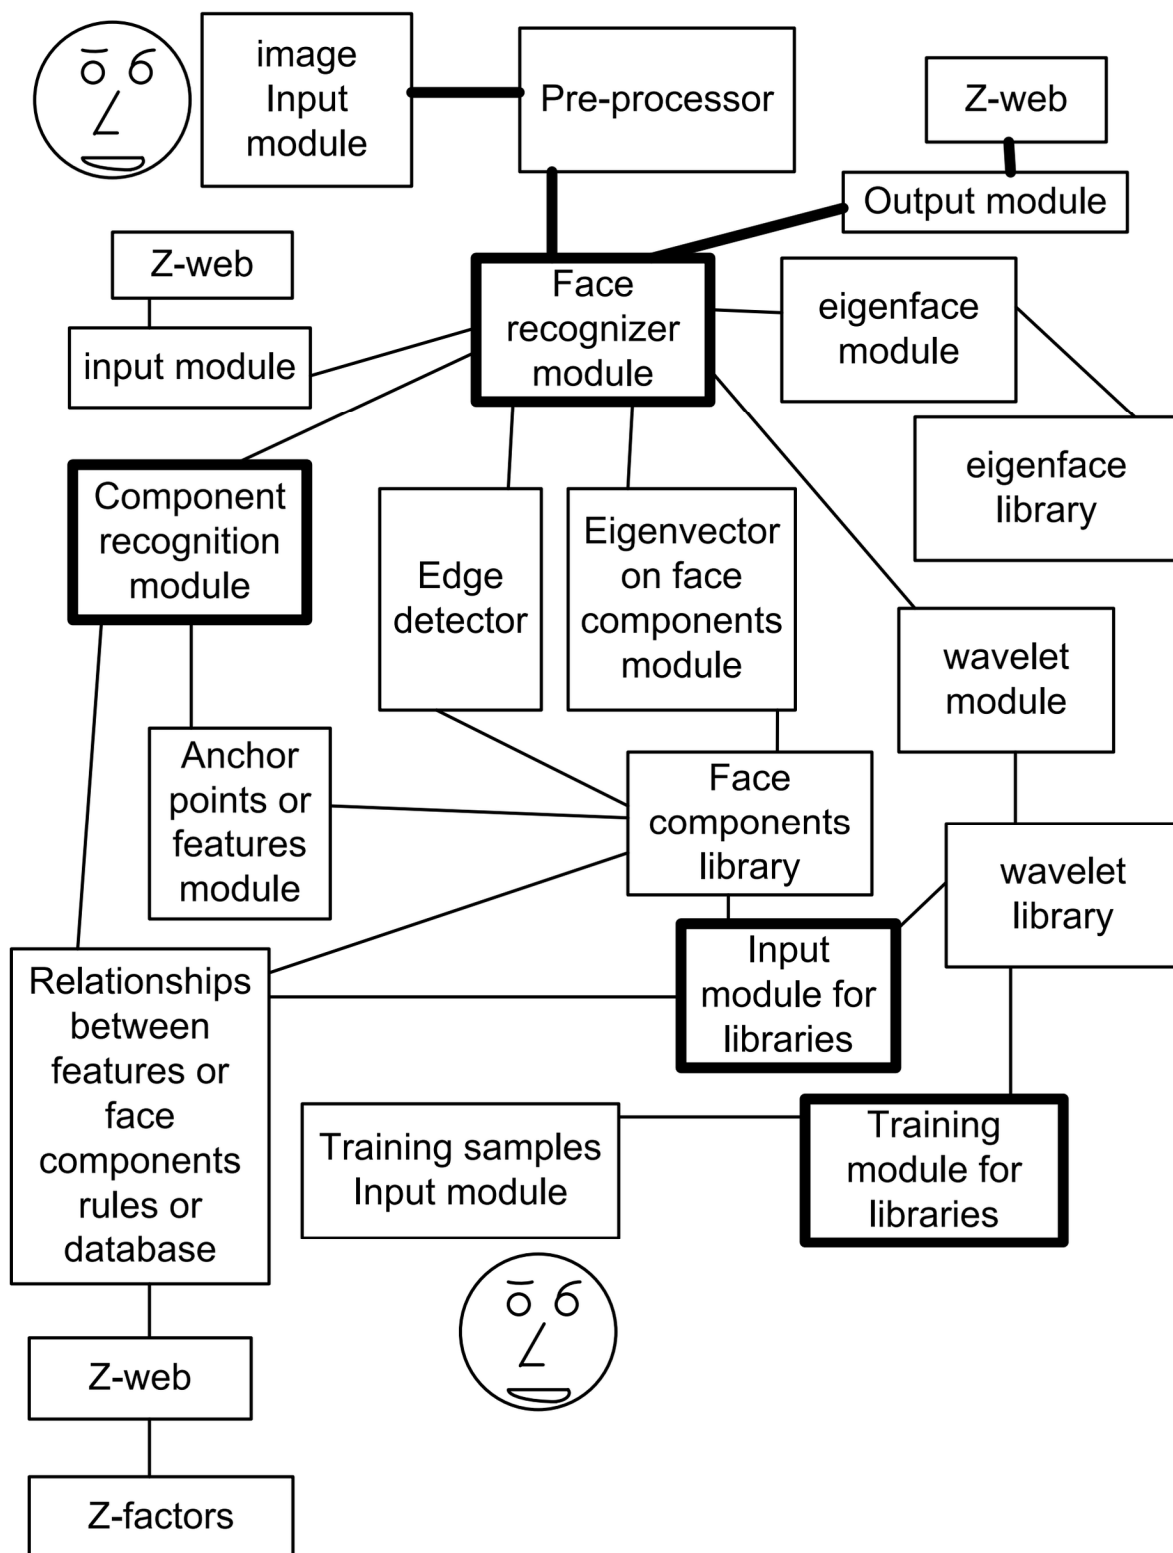 image
Input
module
Pre-processor
Z-web
Output module
Z-web
input module
Face
recognizer
module
eigenface
module
eigenface
library
Component
recognition
module
Edge
detector
Eigenvector
on face
components
module
wavelet
module
Anchor
points or
features
module
Face
components
library
wavelet
library
Input
module for
libraries
Relationships
between
features or
face
components
rules or
database
Training samples
Input module
Training
module for
libraries
Z-web
Z-factors